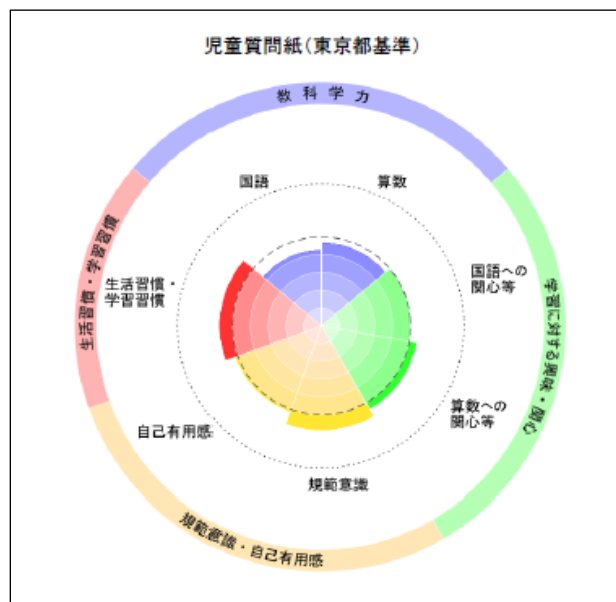 児童質問紙(東京都基準)
教科学力
国語
算数
生活習慣・学習習慣
生活習慣・
学習習慣
国語への
関心等
学習に対する興味・関心
算数への
関心等
自己有用感
規範意識
規範意識・自己有用感